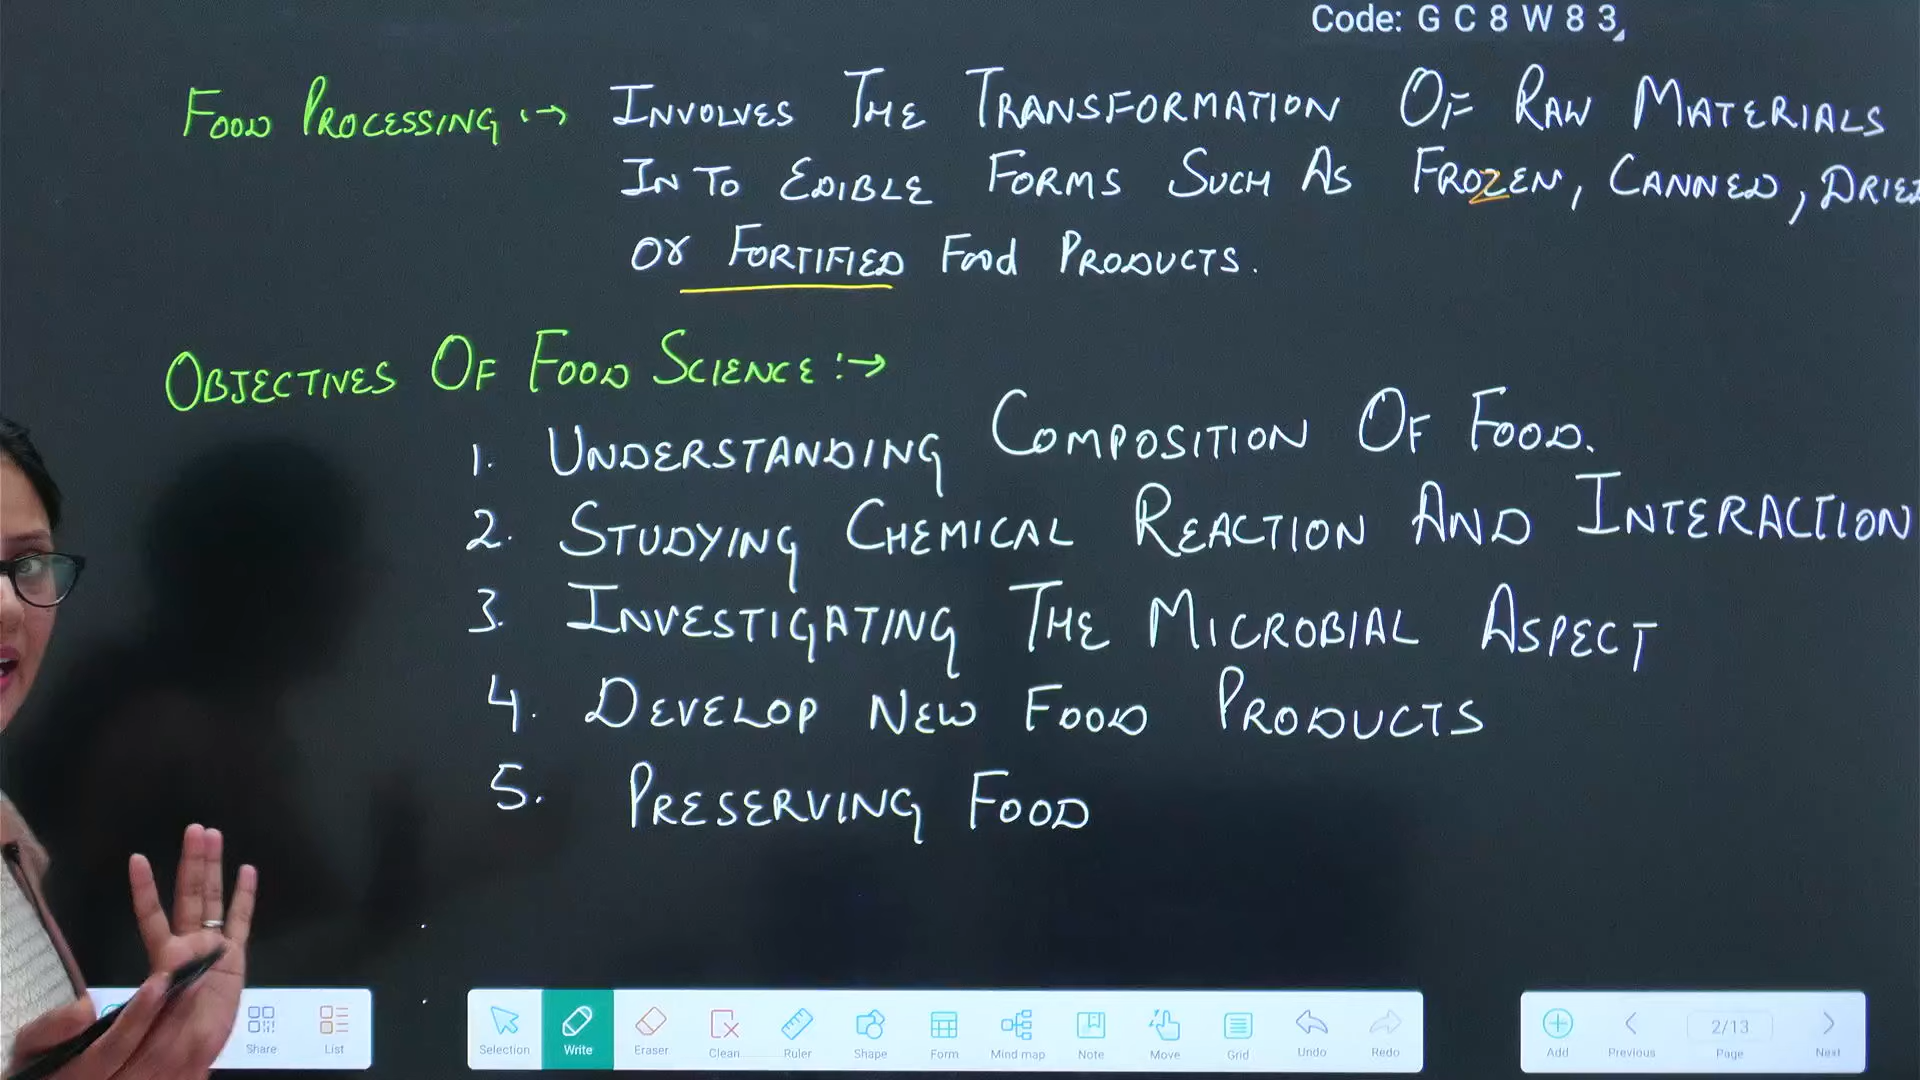 Code: G C 8 W 8 3
FOOD PROCESSING :→ INVOLVES THE TRANSFORMATION OF RAW MATERIALS
IN TO EDIBLE FORMS SUCH AS FROZEN, CANNED, DRIED
OR FORTIFIED FOOD PRODUCTS.
OBJECTIVES OF FOOD SCIENCE :→
1. UNDERSTANDING COMPOSITION OF FOOD.
2. STUDYING CHEMICAL REACTION AND INTERACTION
3. INVESTIGATING THE MICROBIAL ASPECT
4. DEVELOP NEW FOOD PRODUCTS
5. PRESERVING FOOD
Share List Selection Write Eraser Clean Ruler Shape Form Mind map Note Move Grid Undo Redo Add Previous 2/13 Page Next